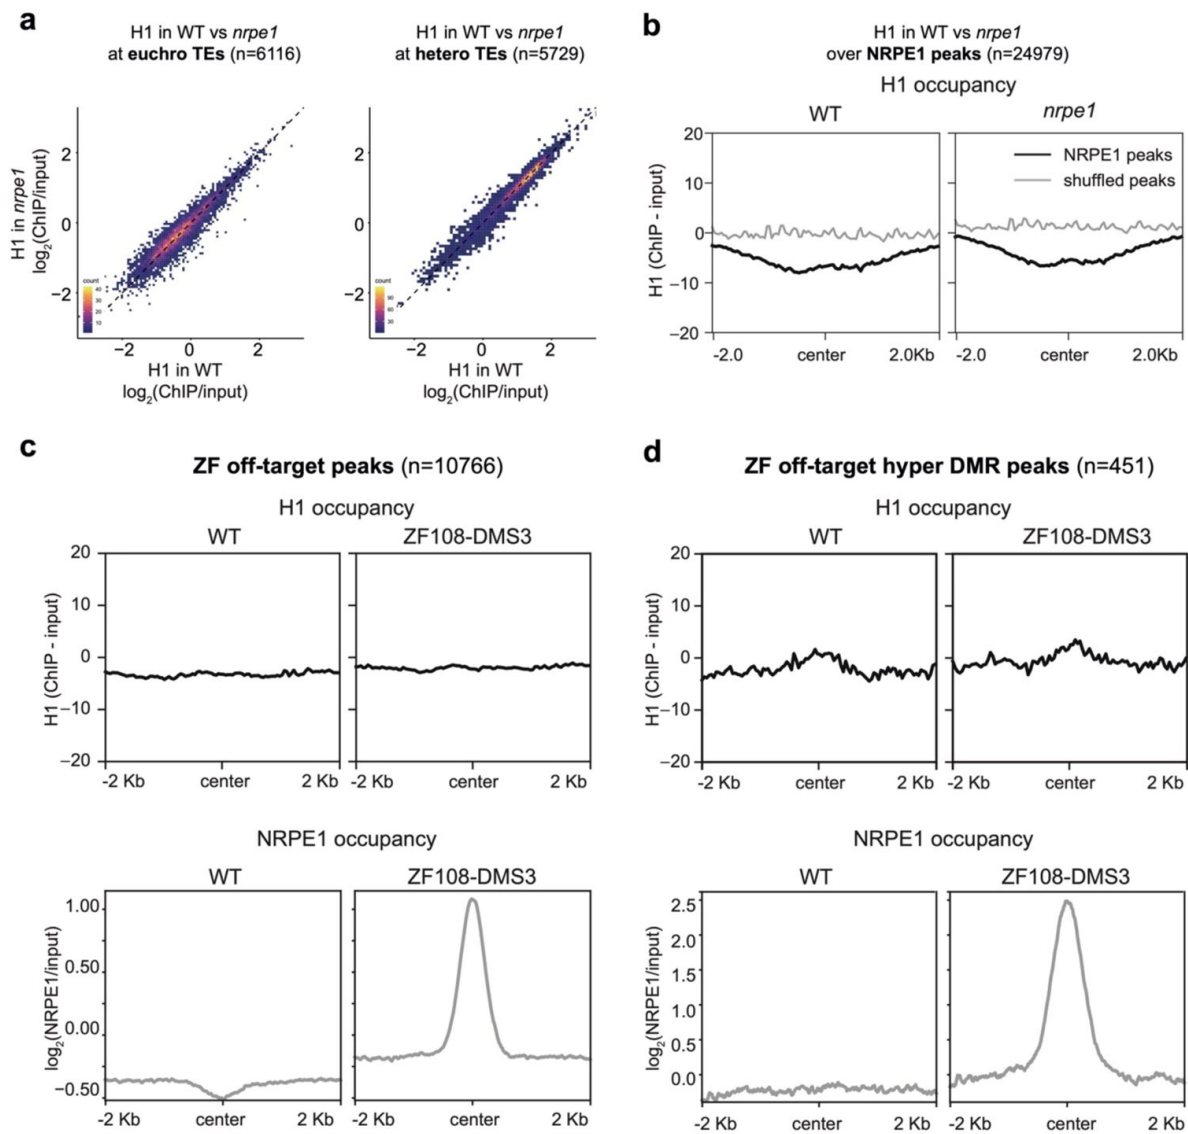 a
H1 in WT vs nrpe1
at euchro TEs (n=6116)
H1 in WT vs nrpe1
at hetero TEs (n=5729)
H1 in nrpe1
log2(ChIP/input)
2
0
−2
count
40
30
20
10
−2 0 2
H1 in WT
log2(ChIP/input)
2
0
−2
count
90
60
30
−2 0 2
H1 in WT
log2(ChIP/input)
b
H1 in WT vs nrpe1
over NRPE1 peaks (n=24979)
H1 occupancy
WT
nrpe1
H1 (ChIP - input)
20
10
0
−10
−20
NRPE1 peaks
shuffled peaks
-2.0 center 2.0Kb
-2.0 center 2.0Kb
c
ZF off-target peaks (n=10766)
H1 occupancy
WT
ZF108-DMS3
H1 (ChIP - input)
20
10
0
−10
−20
-2 Kb center 2 Kb
-2 Kb center 2 Kb
NRPE1 occupancy
WT
ZF108-DMS3
log2(NRPE1/input)
1.00
0.50
0.00
−0.50
-2 Kb center 2 Kb
-2 Kb center 2 Kb
d
ZF off-target hyper DMR peaks (n=451)
H1 occupancy
WT
ZF108-DMS3
H1 (ChIP - input)
20
10
0
−10
−20
-2 Kb center 2 Kb
-2 Kb center 2 Kb
NRPE1 occupancy
WT
ZF108-DMS3
log2(NRPE1/input)
2.5
2.0
1.5
1.0
0.5
0.0
-2 Kb center 2 Kb
-2 Kb center 2 Kb